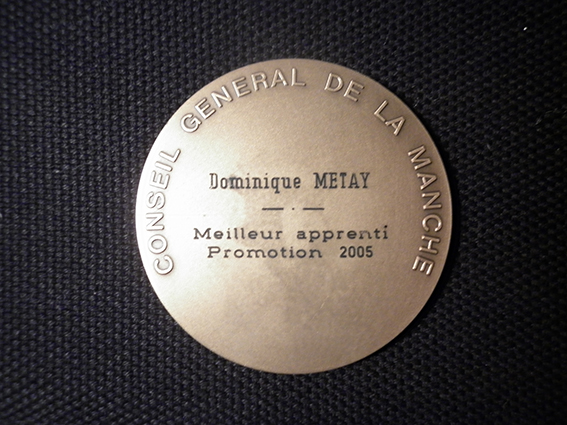 CONSEIL GENERAL DE LA MANCHE
Dominique METAY
Meilleur apprenti
Promotion 2005